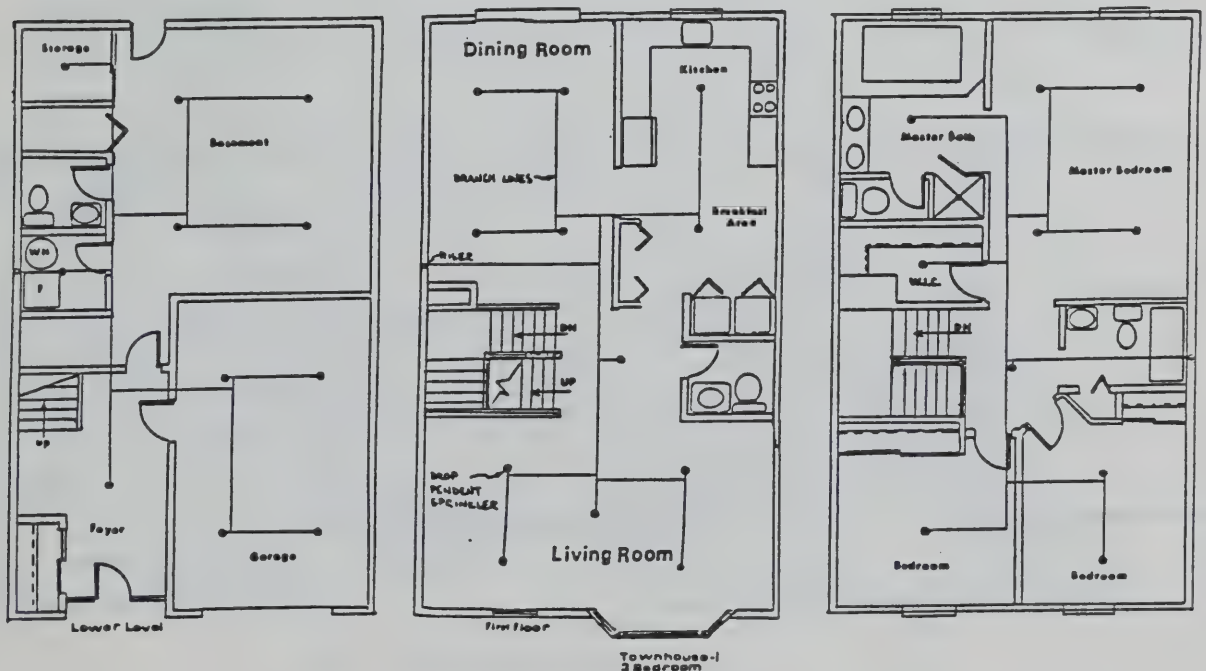 Storage
Basement
WH
F
UP
Foyer
Garage
Lower Level
Dining Room
Kitchen
BRANCH LINES
Breakfast
Area
RISER
DN
UP
DROP
PENDENT
SPRINKLER
Living Room
First Floor
Townhouse-I
3 Bedroom
Master Bath
Master Bedroom
W.I.C.
DN
Bedroom
Bedroom